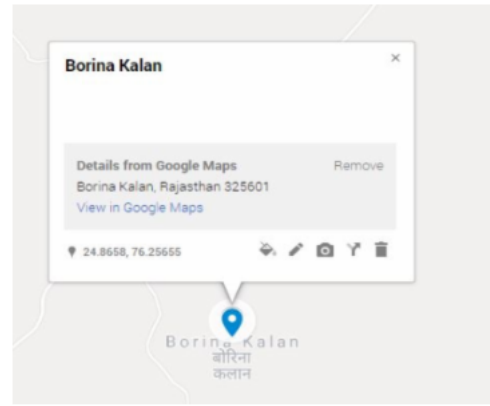 Borina Kalan
Details from Google Maps Remove
Borina Kalan, Rajasthan 325601
View in Google Maps
24.8658, 76.25655
Borina Kalan
बोरिना
कलान